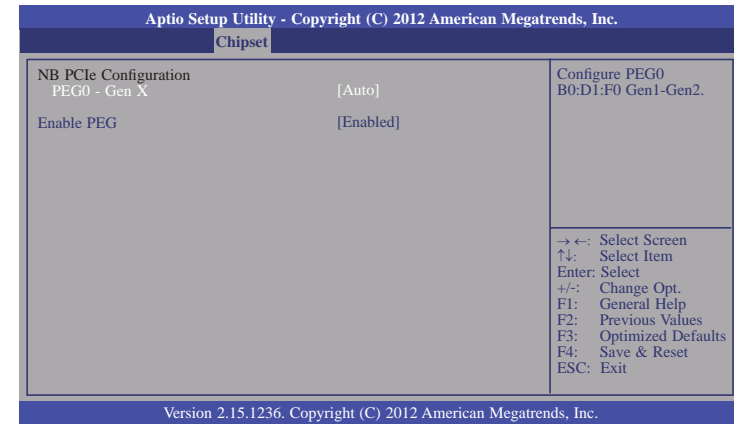 Aptio Setup Utility - Copyright (C) 2012 American Megatrends, Inc.
Chipset
NB PCIe Configuration
PEG0 - Gen X [Auto]
Enable PEG [Enabled]
Configure PEG0
B0:D1:F0 Gen1-Gen2.
→←: Select Screen
↑↓: Select Item
Enter: Select
+/-: Change Opt.
F1: General Help
F2: Previous Values
F3: Optimized Defaults
F4: Save & Reset
ESC: Exit
Version 2.15.1236. Copyright (C) 2012 American Megatrends, Inc.